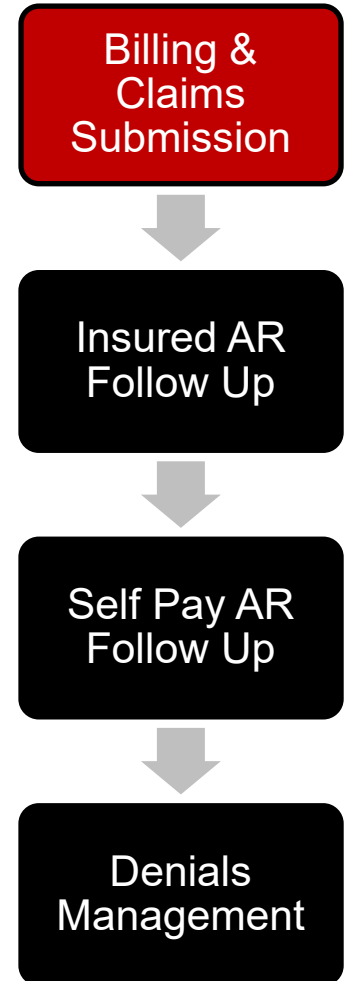 Billing &
Claims
Submission
Insured AR
Follow Up
Self Pay AR
Follow Up
Denials
Management